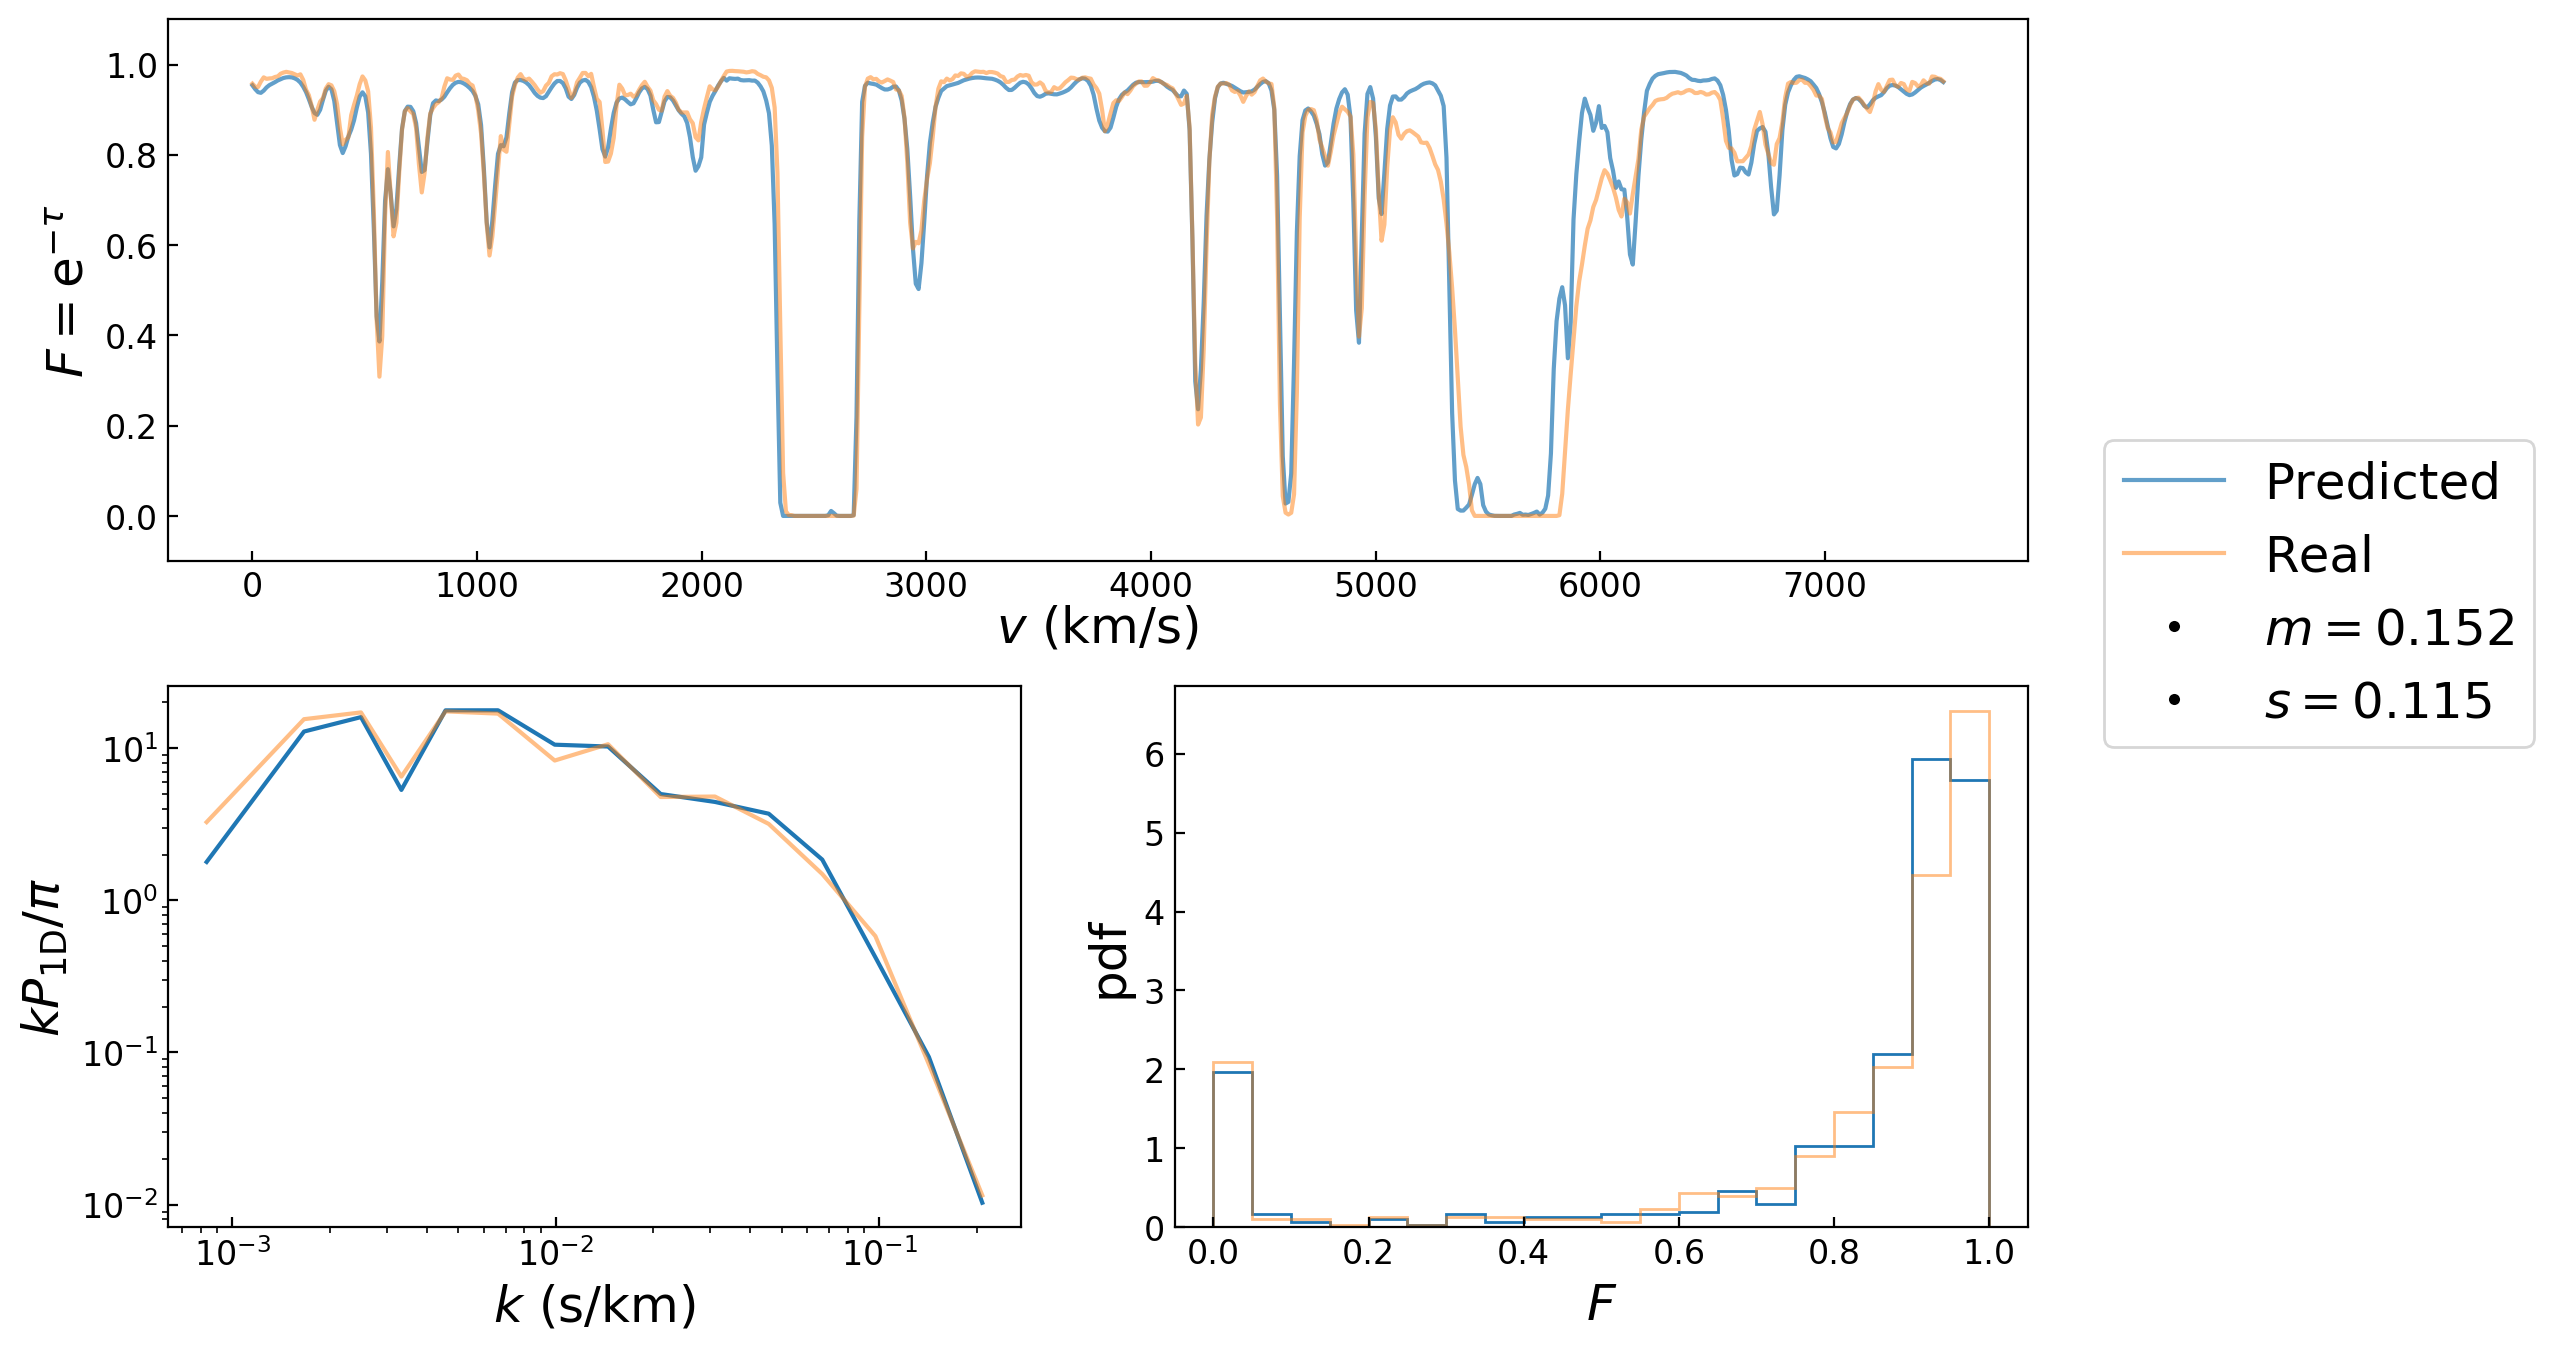 1.0
0.8
0.6
0.4
0.2
0.0
F = e^{−τ}
0 1000 2000 3000 4000 5000 6000 7000
v (km/s)
Predicted
Real
m = 0.152
s = 0.115
10^1
10^0
10^{−1}
10^{−2}
kP_{1D}/π
10^{−3} 10^{−2} 10^{−1}
k (s/km)
6
5
4
3
2
1
0
pdf
0.0 0.2 0.4 0.6 0.8 1.0
F